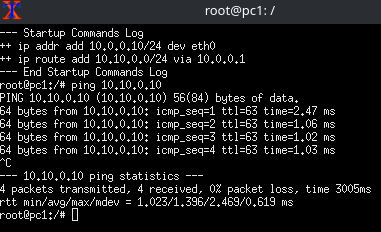 root@pc1: /
--- Startup Commands Log
++ ip addr add 10.0.0.10/24 dev eth0
++ ip route add 10.10.0.0/24 via 10.0.0.1
--- End Startup Commands Log
root@pc1:/# ping 10.10.0.10
PING 10.10.0.10 (10.10.0.10) 56(84) bytes of data.
64 bytes from 10.10.0.10: icmp_seq=1 ttl=63 time=2.47 ms
64 bytes from 10.10.0.10: icmp_seq=2 ttl=63 time=1.06 ms
64 bytes from 10.10.0.10: icmp_seq=3 ttl=63 time=1.02 ms
64 bytes from 10.10.0.10: icmp_seq=4 ttl=63 time=1.03 ms
^C
--- 10.10.0.10 ping statistics ---
4 packets transmitted, 4 received, 0% packet loss, time 3005ms
rtt min/avg/max/mdev = 1.023/1.396/2.469/0.619 ms
root@pc1:/#